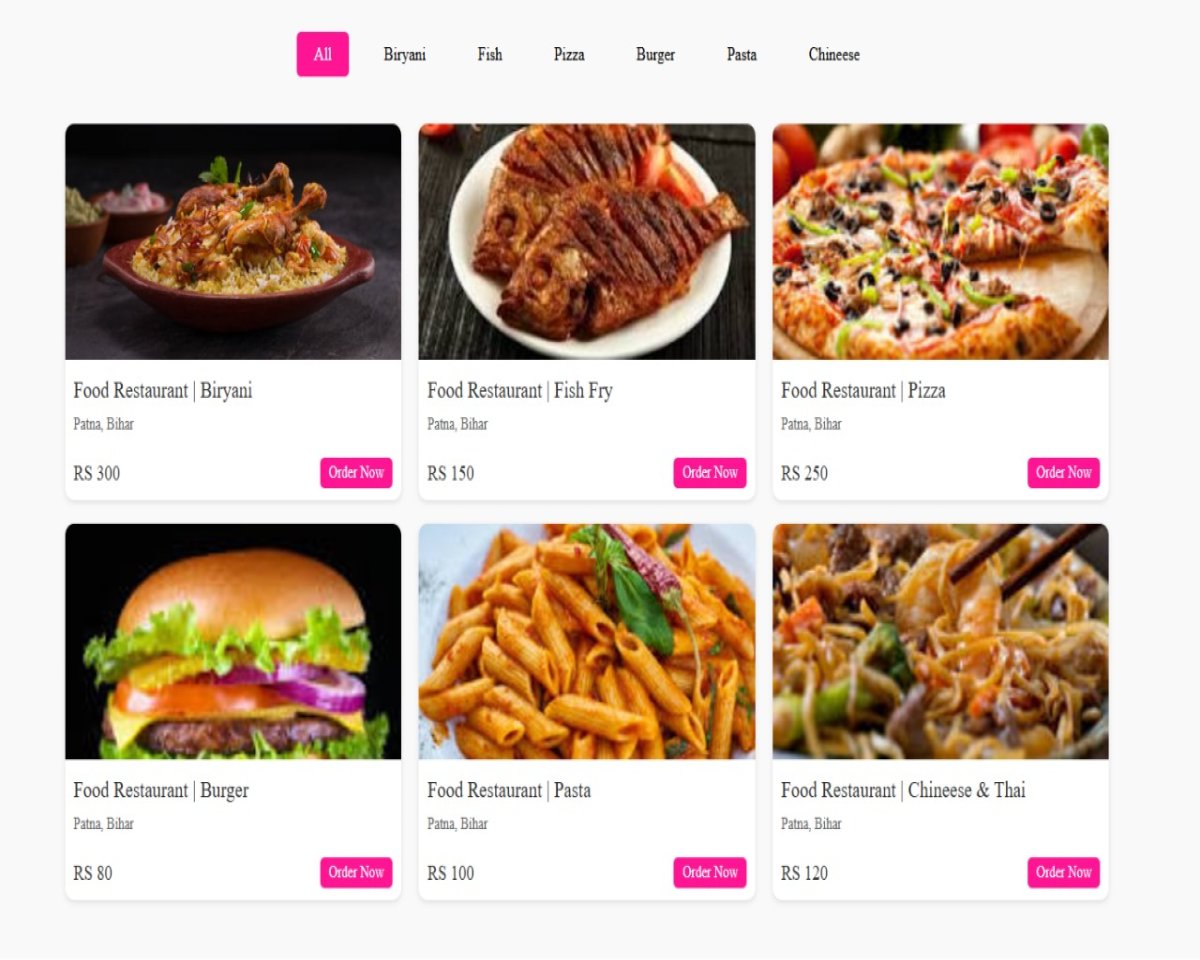 All Biryani Fish Pizza Burger Pasta Chineese
Food Restaurant | Biryani
Patna, Bihar
RS 300 Order Now
Food Restaurant | Fish Fry
Patna, Bihar
RS 150 Order Now
Food Restaurant | Pizza
Patna, Bihar
RS 250 Order Now
Food Restaurant | Burger
Patna, Bihar
RS 80 Order Now
Food Restaurant | Pasta
Patna, Bihar
RS 100 Order Now
Food Restaurant | Chineese & Thai
Patna, Bihar
RS 120 Order Now